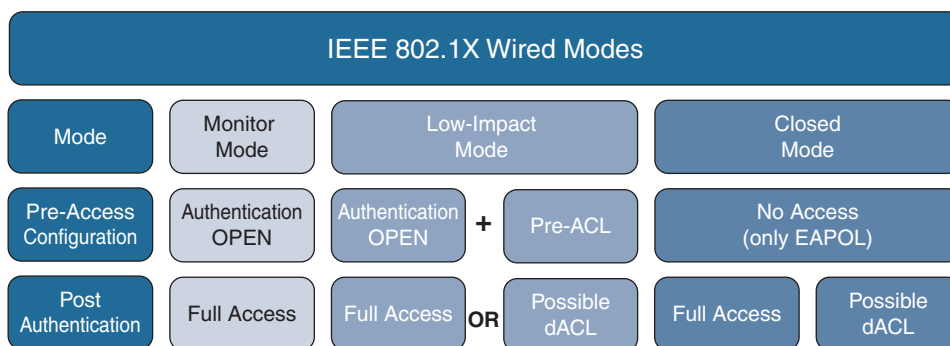 IEEE 802.1X Wired Modes
Mode
Monitor
Mode
Low-Impact
Mode
Closed
Mode
Pre-Access
Configuration
Authentication
OPEN
Authentication
OPEN
+
Pre-ACL
No Access
(only EAPOL)
Post
Authentication
Full Access
Full Access
OR
Possible
dACL
Full Access
Possible
dACL